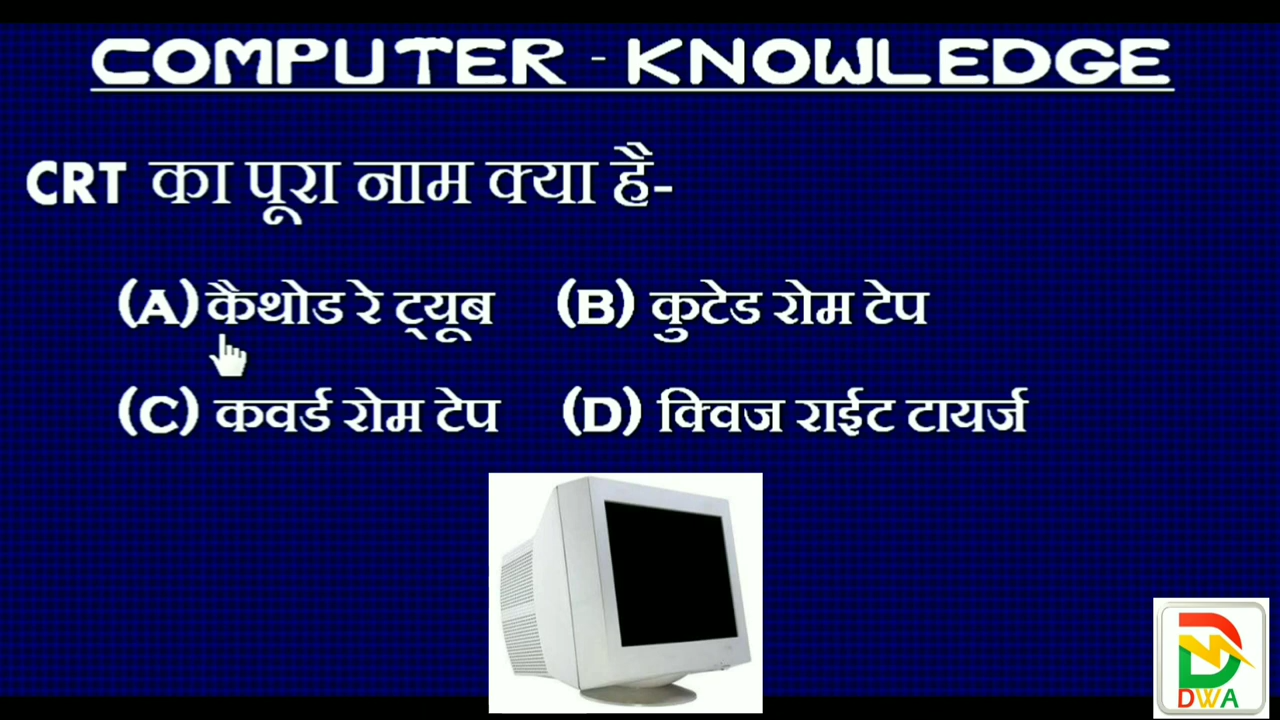 COMPUTER - KNOWLEDGE
CRT का पूरा नाम क्या है-
(A) कैथोड रे ट्यूब (B) कुटेड रोम टेप
(C) कवर्ड रोम टेप (D) क्विज राईट टायर्ज
DWA